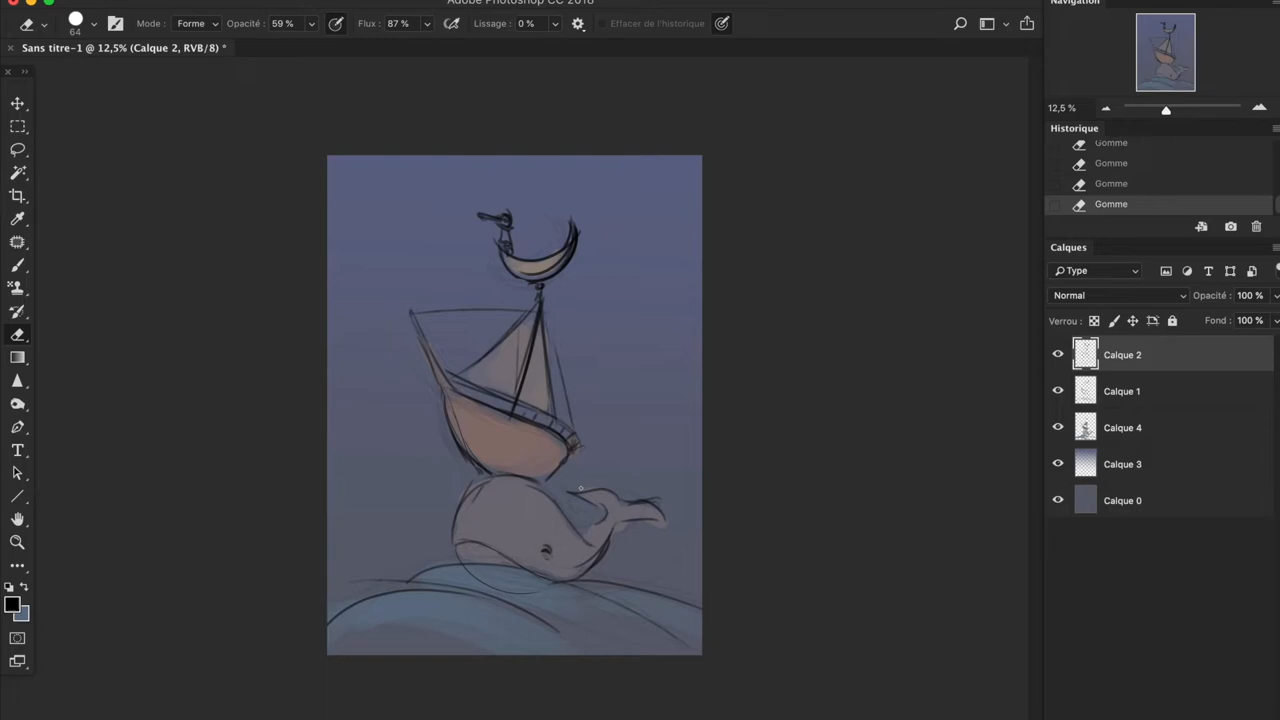 Adobe Photoshop CC 2018
Navigation
64
Mode : Forme
Opacité : 59 %
Flux : 87 %
Lissage : 0 %
Effacer de l'historique
Sans titre-1 @ 12,5% (Calque 2, RVB/8) *
12,5 %
Historique
Gomme
Gomme
Gomme
Gomme
Calques
Type
Normal
Opacité : 100 %
Verrou :
Fond : 100 %
Calque 2
Calque 1
Calque 4
Calque 3
Calque 0